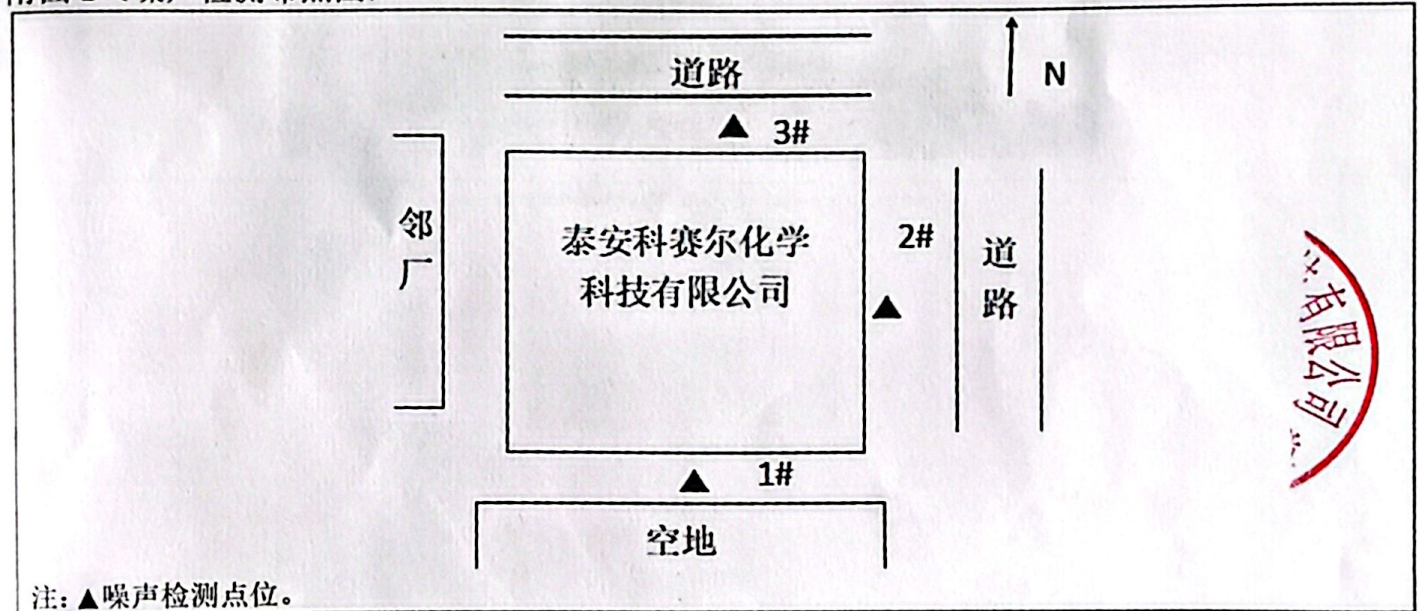 道路
N
▲ 3#
邻厂
泰安科赛尔化学
科技有限公司
2#
▲
道路
▲ 1#
空地
有限公司
注:▲噪声检测点位。